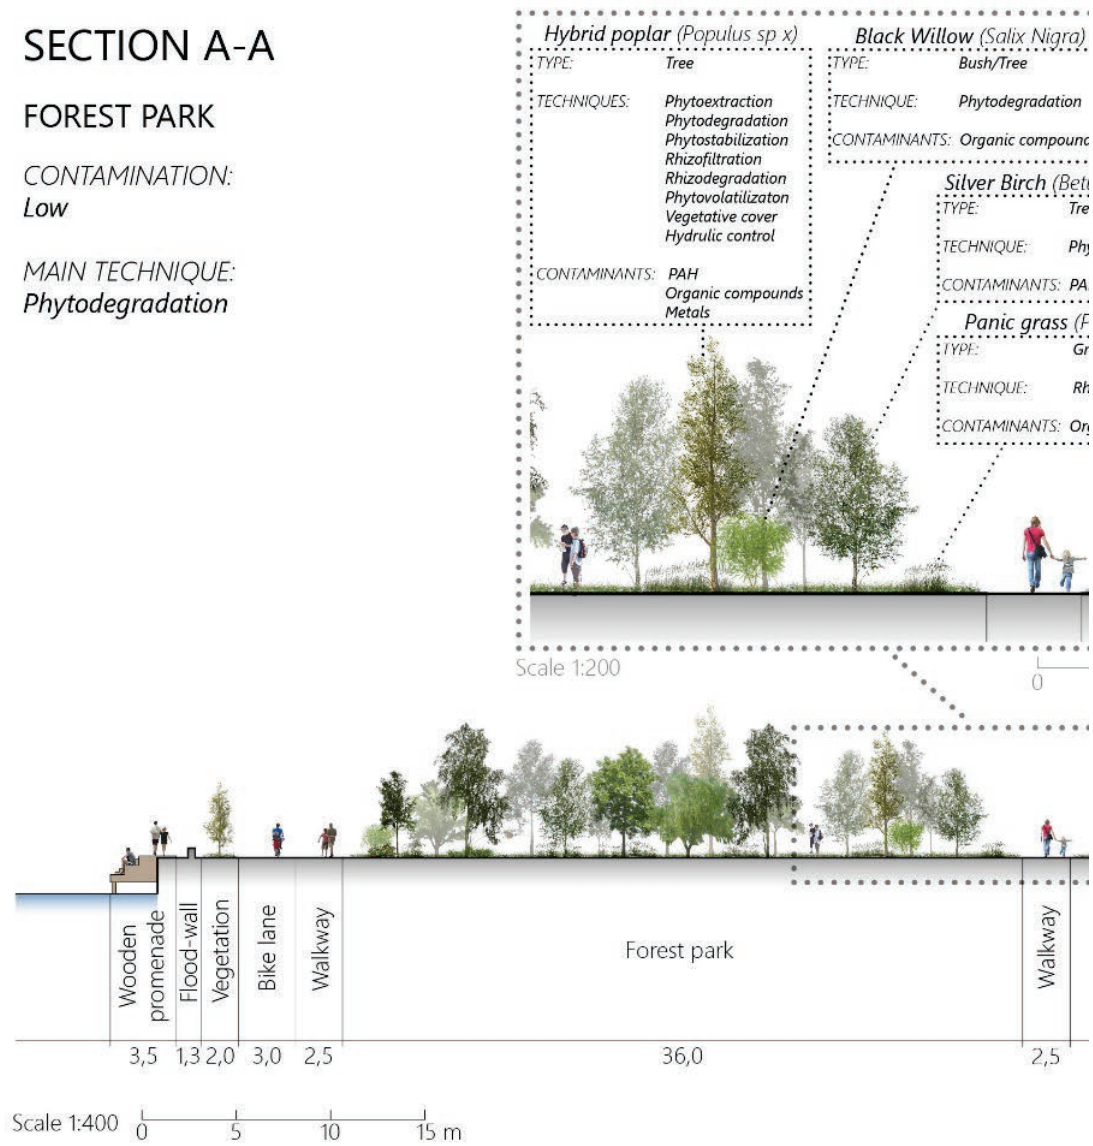 SECTION A-A
FOREST PARK
CONTAMINATION:
Low
MAIN TECHNIQUE:
Phytodegradation
Hybrid poplar (Populus sp x)
TYPE: Tree
TECHNIQUES: Phytoextraction
Phytodegradation
Phytostabilization
Rhizofiltration
Rhizodegradation
Phytovolatilizaton
Vegetative cover
Hydrulic control
CONTAMINANTS: PAH
Organic compounds
Metals
Black Willow (Salix Nigra)
TYPE: Bush/Tree
TECHNIQUE: Phytodegradation
CONTAMINANTS: Organic compound
Silver Birch
TYPE:
TECHNIQUE:
CONTAMINANTS:
Panic grass
TYPE:
TECHNIQUE:
CONTAMINANTS:
Scale 1:200
0
Wooden
promenade
Flood-wall
Vegetation
Bike lane
Walkway
Forest park
Walkway
3,5 1,3 2,0 3,0 2,5 36,0 2,5
Scale 1:400 0 5 10 15 m